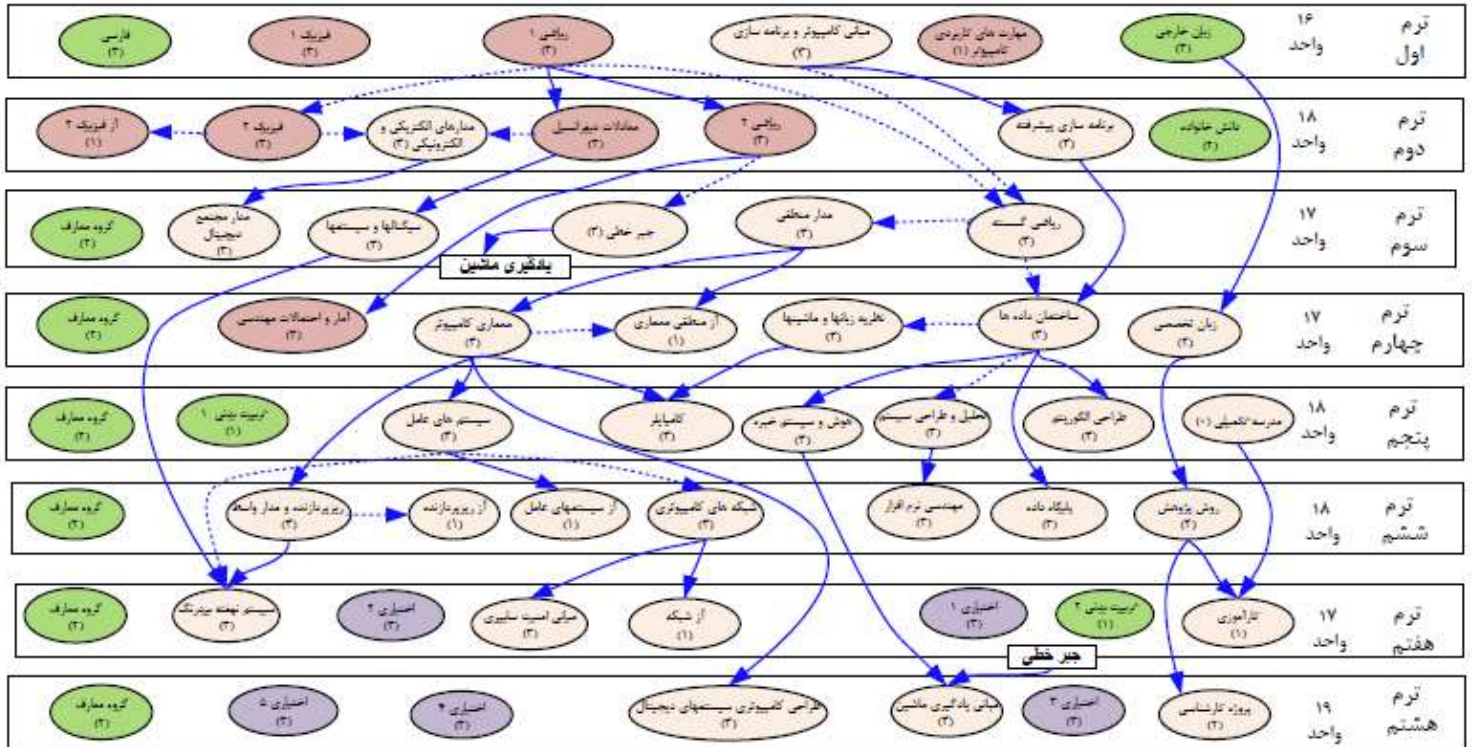 ترم
اول
۱۶
واحد
زبان خارجی
(۳)
مهارت های کاربردی
کامپیوتر (۱)
مبانی کامپیوتر و برنامه سازی
(۳)
ریاضی ۱
(۳)
فیزیک ۱
(۳)
فارسی
(۳)
ترم
دوم
۱۸
واحد
دانش خانواده
(۲)
برنامه سازی پیشرفته
(۳)
ریاضی ۲
(۳)
معادلات دیفرانسیل
(۳)
مدارهای الکتریکی و
الکترونیکی (۳)
فیزیک ۲
(۳)
آز فیزیک ۲
(۱)
ترم
سوم
۱۷
واحد
ریاضی گسسته
(۳)
مدار منطقی
(۳)
جبر خطی (۳)
سیگنالها و سیستمها
(۳)
مدار مجتمع
دیجیتال
(۳)
گروه معارف
(۲)
یادگیری ماشین
ترم
چهارم
۱۷
واحد
زبان تخصصی
(۲)
ساختمان داده ها
(۳)
نظریه زبانها و ماشینها
(۳)
آز منطقی معماری
(۱)
معماری کامپیوتر
(۳)
آمار و احتمالات مهندسی
(۳)
گروه معارف
(۲)
ترم
پنجم
۱۸
واحد
مدرسه تکمیلی (۰)
طراحی الگوریتم
(۳)
تحلیل و طراحی سیستم
(۳)
هوش و سیستم خبره
(۳)
کامپایلر
(۳)
سیستم های عامل
(۳)
تربیت بدنی ۱
(۱)
گروه معارف
(۲)
ترم
ششم
۱۸
واحد
روش پژوهش
(۲)
پایگاه داده
(۳)
مهندسی نرم افزار
(۳)
شبکه های کامپیوتری
(۳)
آز سیستمهای عامل
(۱)
آز ریزپردازنده
(۱)
ریزپردازنده و مدار واسط
(۳)
گروه معارف
(۲)
ترم
هفتم
۱۷
واحد
کارآموزی
(۱)
تربیت بدنی ۲
(۱)
اختیاری ۱
(۳)
آز شبکه
(۱)
مبانی امنیت سایبری
(۳)
اختیاری ۲
(۳)
سیستم نهفته بیدرنگ
(۳)
گروه معارف
(۲)
جبر خطی
ترم
هشتم
۱۹
واحد
پروژه کارشناسی
(۳)
اختیاری ۳
(۳)
مبانی یادگیری ماشین
(۳)
طراحی کامپیوتری سیستمهای دیجیتال
(۳)
اختیاری ۴
(۳)
اختیاری ۵
(۳)
گروه معارف
(۲)